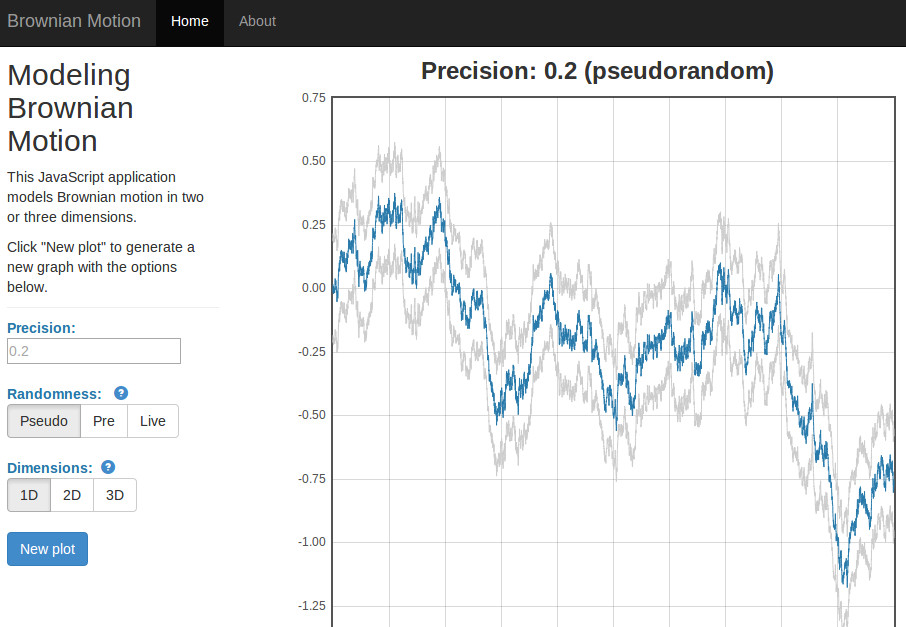 Brownian Motion Home About
Modeling
Brownian
Motion
This JavaScript application
models Brownian motion in two
or three dimensions.
Click "New plot" to generate a
new graph with the options
below.
Precision:
0.2
Randomness: ?
Pseudo Pre Live
Dimensions: ?
1D 2D 3D
New plot
Precision: 0.2 (pseudorandom)
0.75
0.50
0.25
0.00
-0.25
-0.50
-0.75
-1.00
-1.25